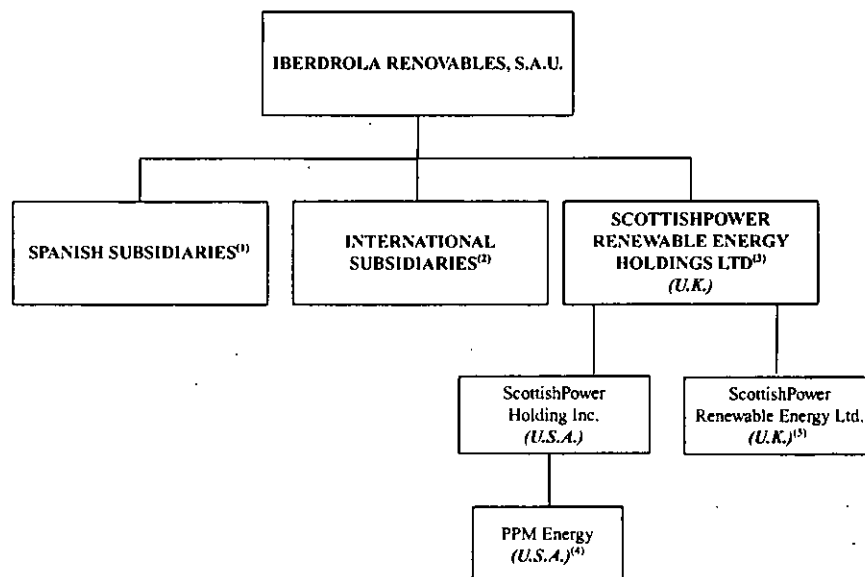 IBERDROLA RENOVABLES, S.A.U.
SPANISH SUBSIDIARIES(1)
INTERNATIONAL
SUBSIDIARIES(2)
SCOTTISHPOWER
RENEWABLE ENERGY
HOLDINGS LTD(3)
(U.K.)
ScottishPower
Holding Inc.
(U.S.A.)
ScottishPower
Renewable Energy Ltd.
(U.K.)(5)
PPM Energy
(U.S.A.)(4)